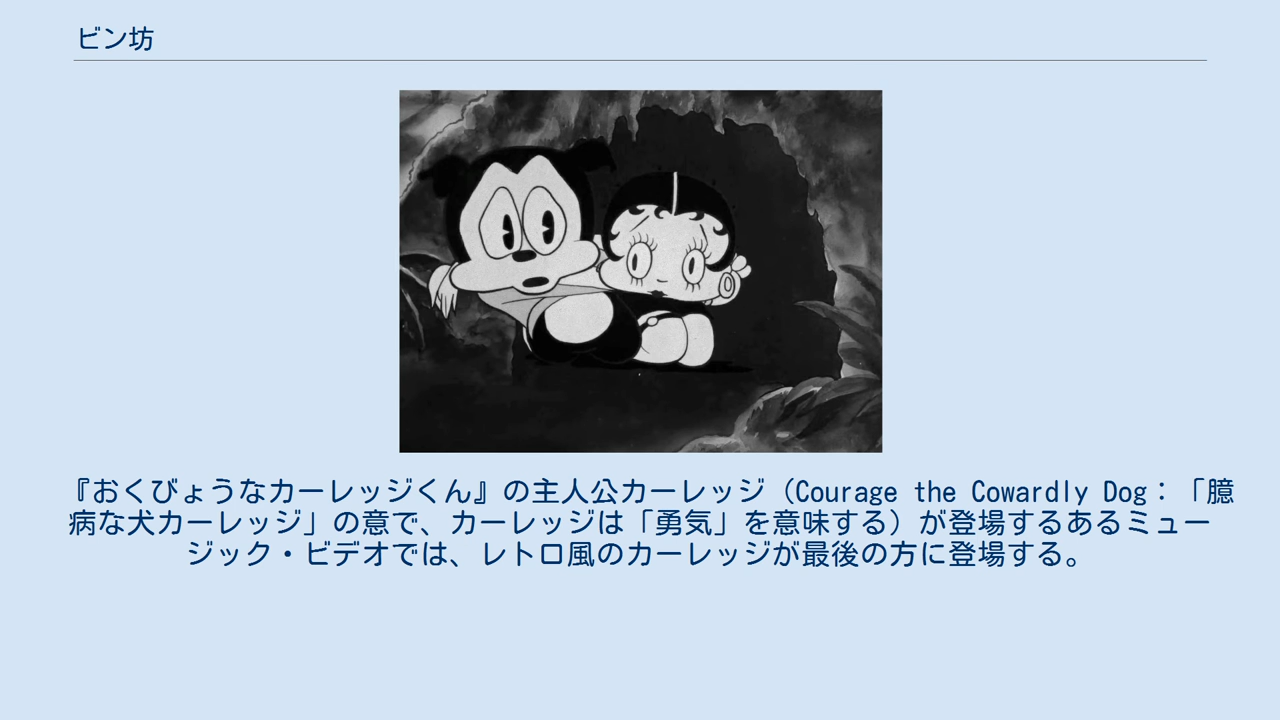 ビン坊
『おくびょうなカーレッジくん』の主人公カーレッジ（Courage the Cowardly Dog：「臆
病な犬カーレッジ」の意で、カーレッジは「勇気」を意味する）が登場するあるミュー
ジック・ビデオでは、レトロ風のカーレッジが最後の方に登場する。